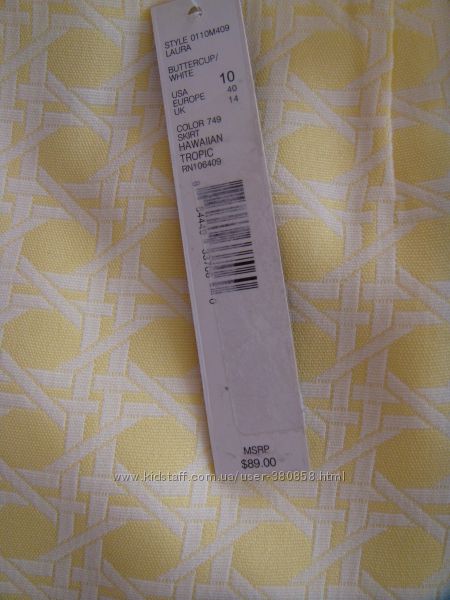 STYLE 0110M409
LAURA
BUTTERCUP/
WHITE
USA 10
EUROPE 40
UK 14
COLOR 749
SKIRT
HAWAIIAN
TROPIC
RN106409
MSRP
$89.00
www.kidstaff.com.ua/user-380858.html